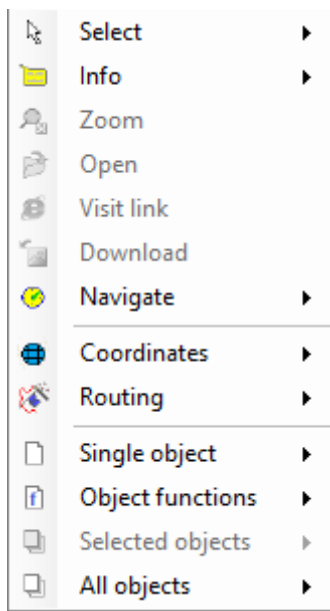 Select
Info
Zoom
Open
Visit link
Download
Navigate
Coordinates
Routing
Single object
Object functions
Selected objects
All objects